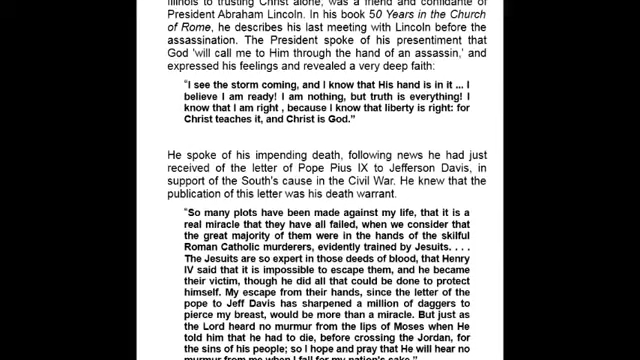 Illinois to trusting Christ alone, was a friend and confidante of
President Abraham Lincoln. In his book 50 Years in the Church
of Rome, he describes his last meeting with Lincoln before the
assassination. The President spoke of his presentiment that
God 'will call me to Him through the hand of an assassin,' and
expressed his feelings and revealed a very deep faith:
"I see the storm coming, and I know that His hand is in it ... I
believe I am ready! I am nothing, but truth is everything! I
know that I am right , because I know that liberty is right: for
Christ teaches it, and Christ is God."
He spoke of his impending death, following news he had just
received of the letter of Pope Pius IX to Jefferson Davis, in
support of the South's cause in the Civil War. He knew that the
publication of this letter was his death warrant.
"So many plots have been made against my life, that it is a
real miracle that they have all failed, when we consider that
the great majority of them were in the hands of the skilful
Roman Catholic murderers, evidently trained by Jesuits. . . .
The Jesuits are so expert in those deeds of blood, that Henry
IV said that it is impossible to escape them, and he became
their victim, though he did all that could be done to protect
himself. My escape from their hands, since the letter of the
pope to Jeff Davis has sharpened a million of daggers to
pierce my breast, would be more than a miracle. But just as
the Lord heard no murmur from the lips of Moses when He
told him that he had to die, before crossing the Jordan, for
the sins of his people; so I hope and pray that He will hear no
murmur from me when I fall for my nation's sake."